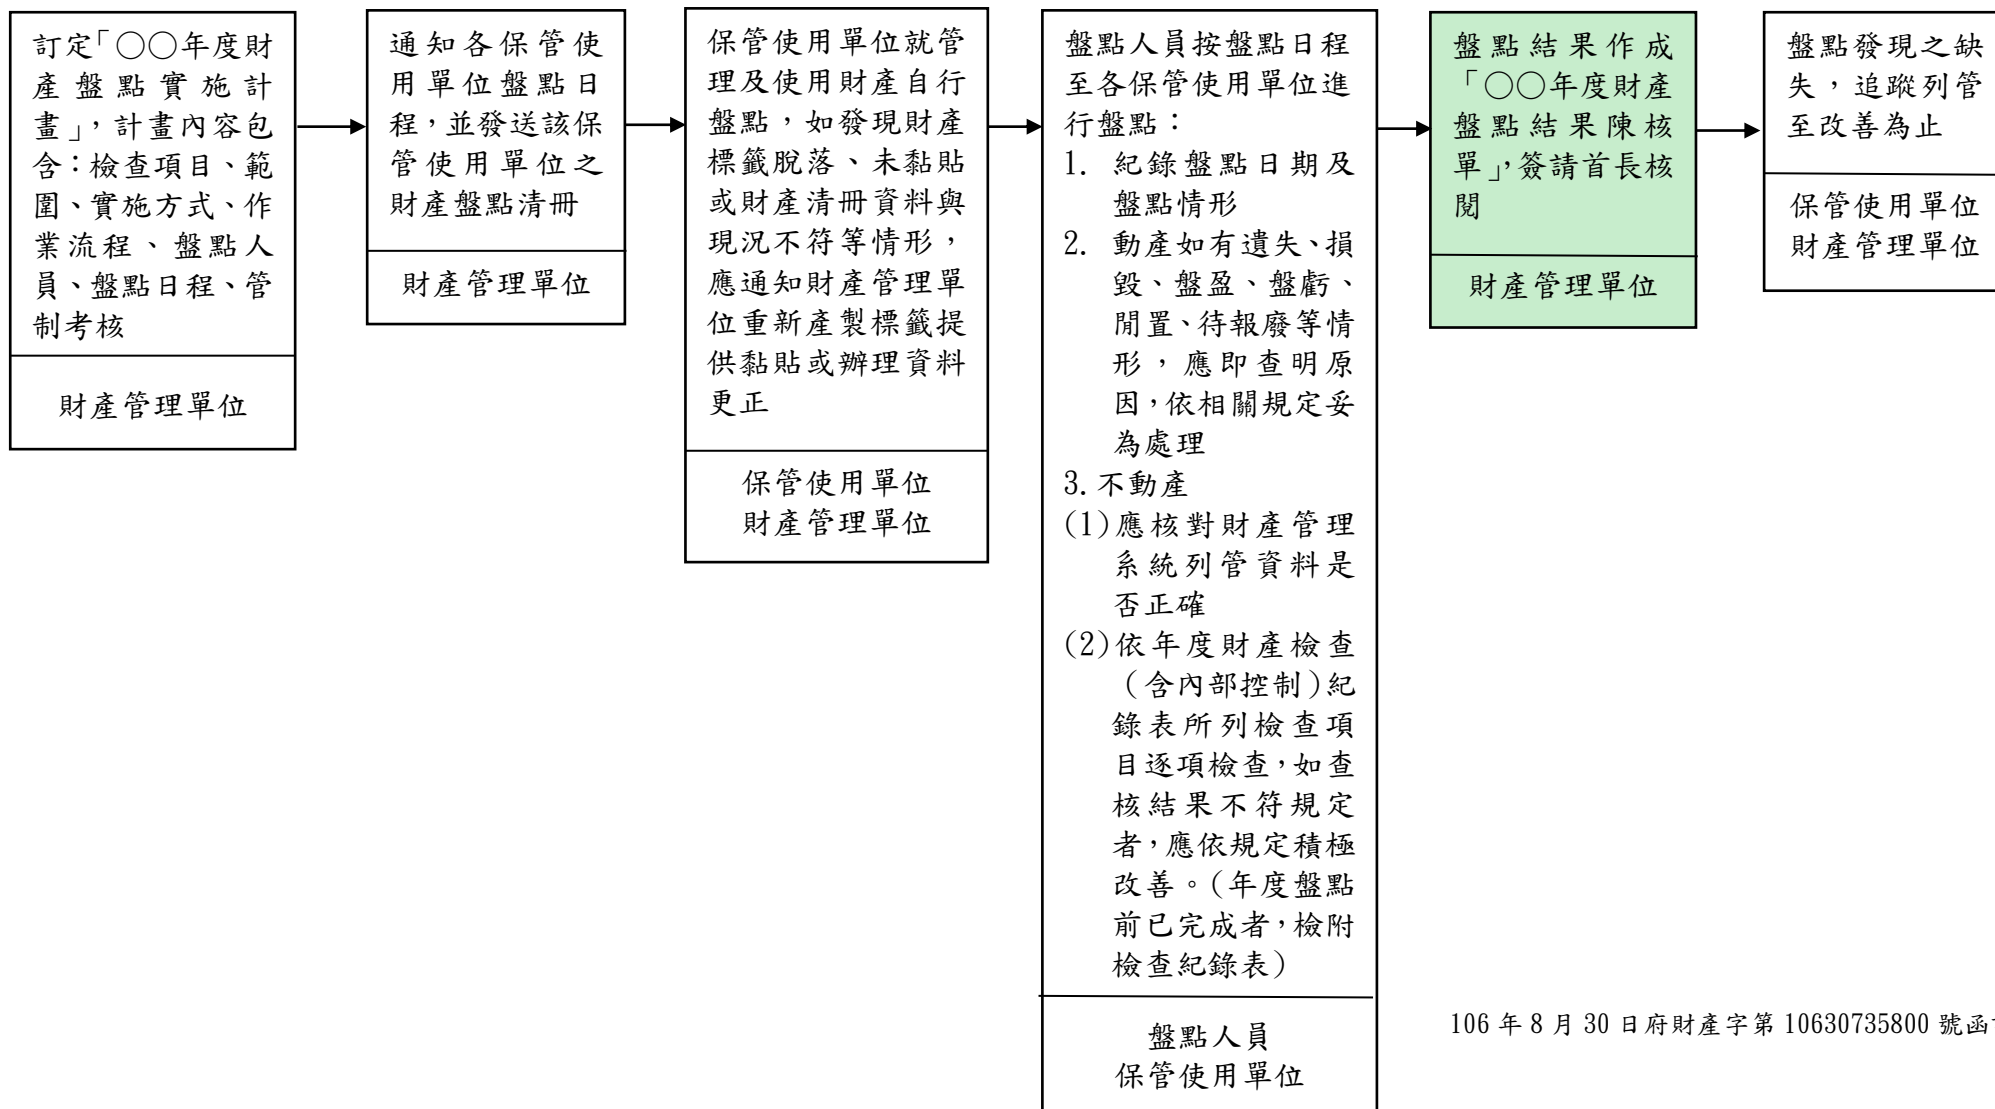 訂定「○○年度財
產盤點實施計
畫」，計畫內容包
含：檢查項目、範
圍、實施方式、作
業流程、盤點人
員、盤點日程、管
制考核
財產管理單位
通知各保管使
用單位盤點日
程，並發送該保
管使用單位之
財產盤點清冊
財產管理單位
保管使用單位就管
理及使用財產自行
盤點，如發現財產
標籤脫落、未黏貼
或財產清冊資料與
現況不符等情形，
應通知財產管理單
位重新產製標籤提
供黏貼或辦理資料
更正
保管使用單位
財產管理單位
盤點人員按盤點日程
至各保管使用單位進
行盤點：
1. 紀錄盤點日期及
盤點情形
2. 動產如有遺失、損
毀、盤盈、盤虧、
閒置、待報廢等情
形，應即查明原
因，依相關規定妥
為處理
3.不動產
(1)應核對財產管理
系統列管資料是
否正確
(2)依年度財產檢查
（含內部控制）紀
錄表所列檢查項
目逐項檢查，如查
核結果不符規定
者，應依規定積極
改善。（年度盤點
前已完成者，檢附
檢查紀錄表）
盤點人員
保管使用單位
盤點結果作成
「○○年度財產
盤點結果陳核
單」，簽請首長核
閱
財產管理單位
盤點發現之缺
失，追蹤列管
至改善為止
保管使用單位
財產管理單位
106 年 8 月 30 日府財產字第 10630735800 號函